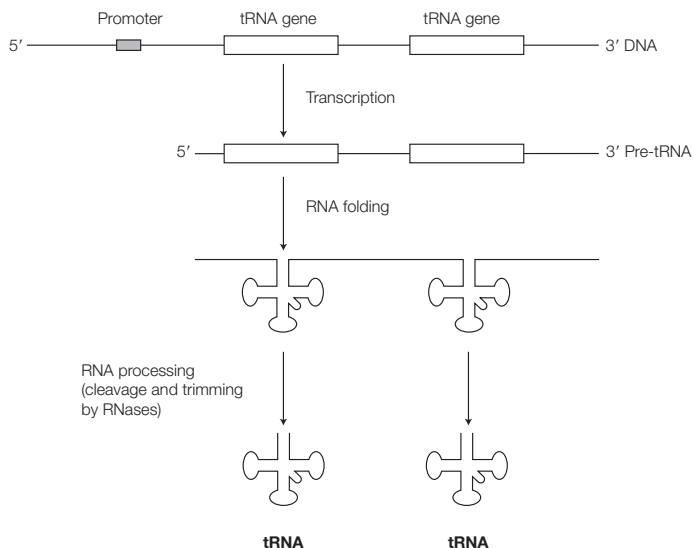 Promoter
tRNA gene
tRNA gene
5′
3′ DNA
Transcription
5′
3′ Pre-tRNA
RNA folding
RNA processing
(cleavage and trimming
by RNases)
tRNA
tRNA